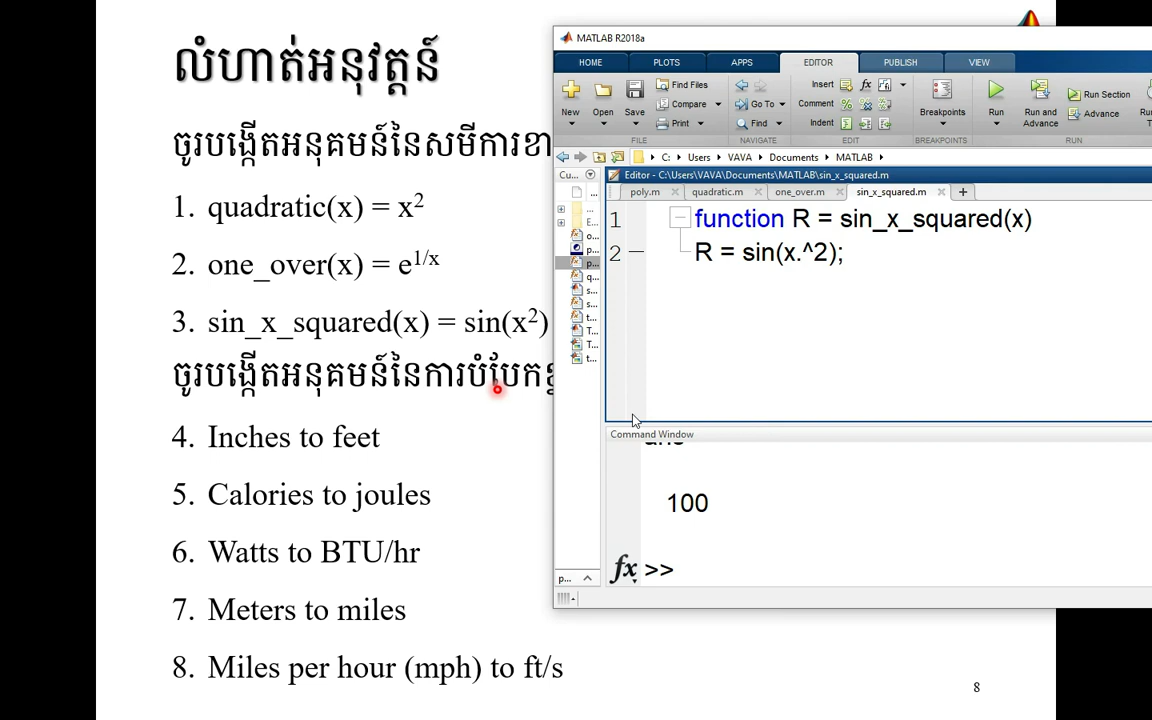 លំហាត់អនុវត្តន៍
ចូរបង្កើតអនុគមន៍នៃសមីការខា
1. quadratic(x) = x²
2. one_over(x) = e^1/x
3. sin_x_squared(x) = sin(x²)
ចូរបង្កើតអនុគមន៍នៃការបំបែកខ្
4. Inches to feet
5. Calories to joules
6. Watts to BTU/hr
7. Meters to miles
8. Miles per hour (mph) to ft/s
8
MATLAB R2018a
HOME PLOTS APPS EDITOR PUBLISH VIEW
New Open Save Find Files Compare Print Go To Find Insert Comment Indent Breakpoints Run Run and Advance Run Section Advance
FILE NAVIGATE EDIT BREAKPOINTS RUN
C: Users VAVA Documents MATLAB
Cu...
Editor - C:\Users\VAVA\Documents\MATLAB\sin_x_squared.m
poly.m quadratic.m one_over.m sin_x_squared.m
1 function R = sin_x_squared(x)
2 R = sin(x.^2);
Command Window
ans
100
fx >>
p...